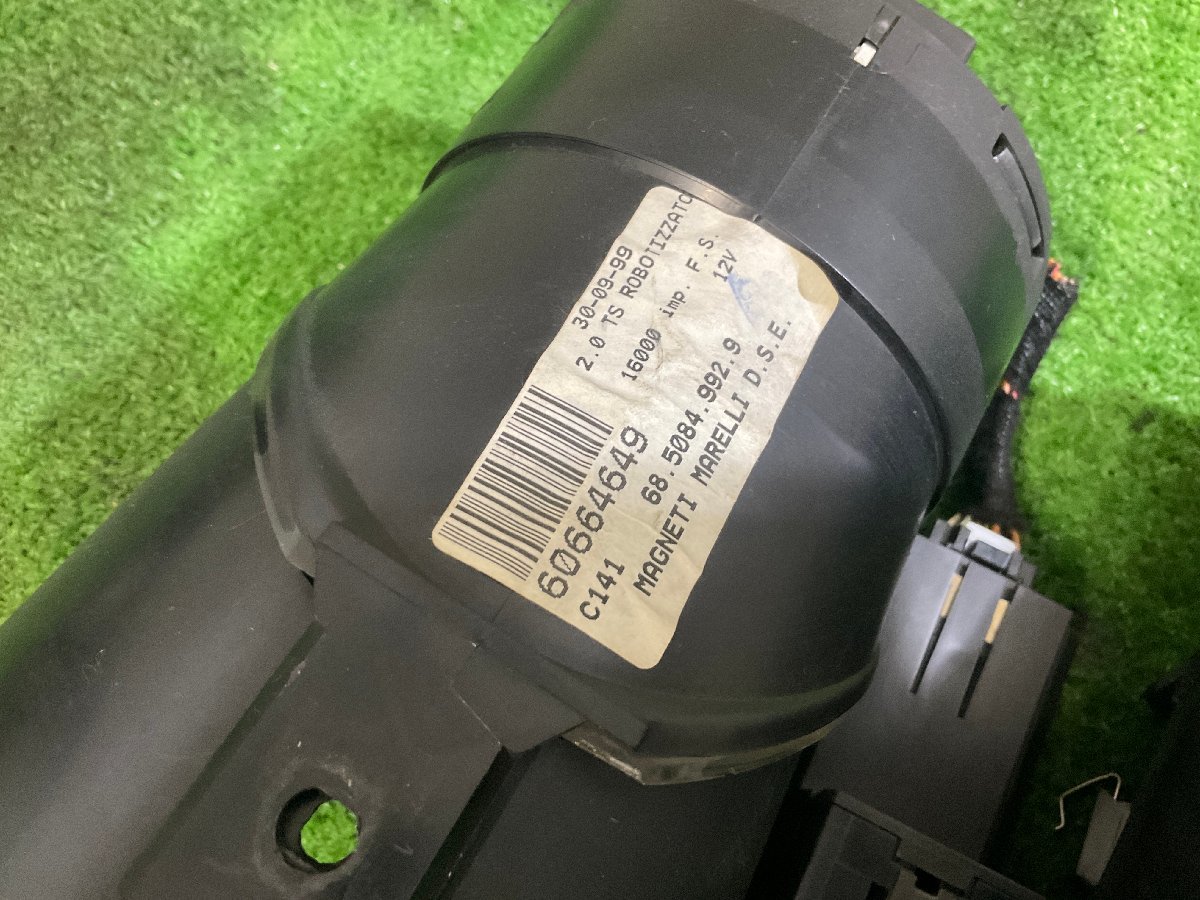 30-09-99
2.0 TS ROBOTIZZATO
16000 imp. F.S.
12V
60664649
C141
68.5084.992.9
MAGNETI MARELLI D.S.E.